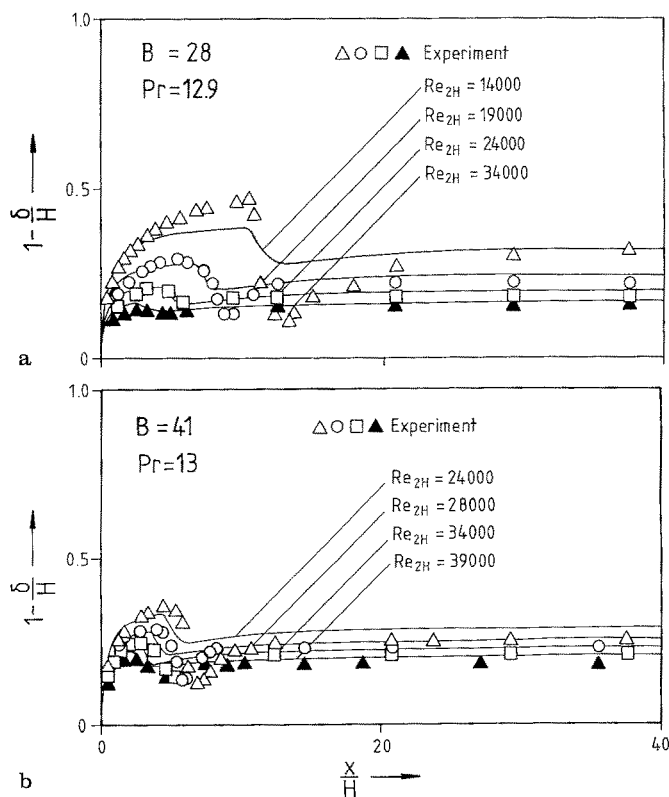 a
1.0
0.5
0
1-δ/H
B = 28
Pr=12.9
△○□▲ Experiment
Re2H = 14000
Re2H = 19000
Re2H = 24000
Re2H = 34000
b
1.0
0.5
0
1-δ/H
B = 41
Pr=13
△○□▲ Experiment
Re2H = 24000
Re2H = 28000
Re2H = 34000
Re2H = 39000
0
20
40
x/H